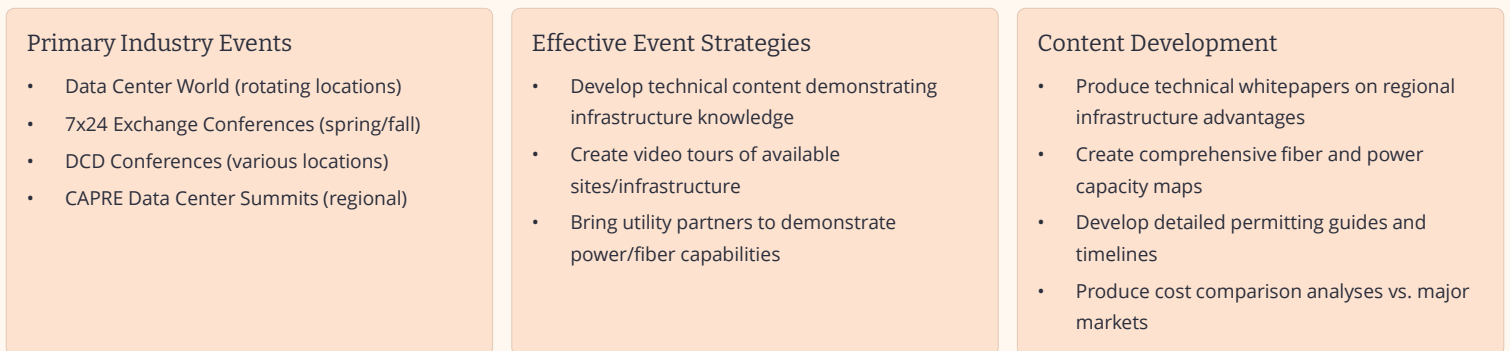 Primary Industry Events
• Data Center World (rotating locations)
• 7x24 Exchange Conferences (spring/fall)
• DCD Conferences (various locations)
• CAPRE Data Center Summits (regional)
Effective Event Strategies
• Develop technical content demonstrating
infrastructure knowledge
• Create video tours of available
sites/infrastructure
• Bring utility partners to demonstrate
power/fiber capabilities
Content Development
• Produce technical whitepapers on regional
infrastructure advantages
• Create comprehensive fiber and power
capacity maps
• Develop detailed permitting guides and
timelines
• Produce cost comparison analyses vs. major
markets